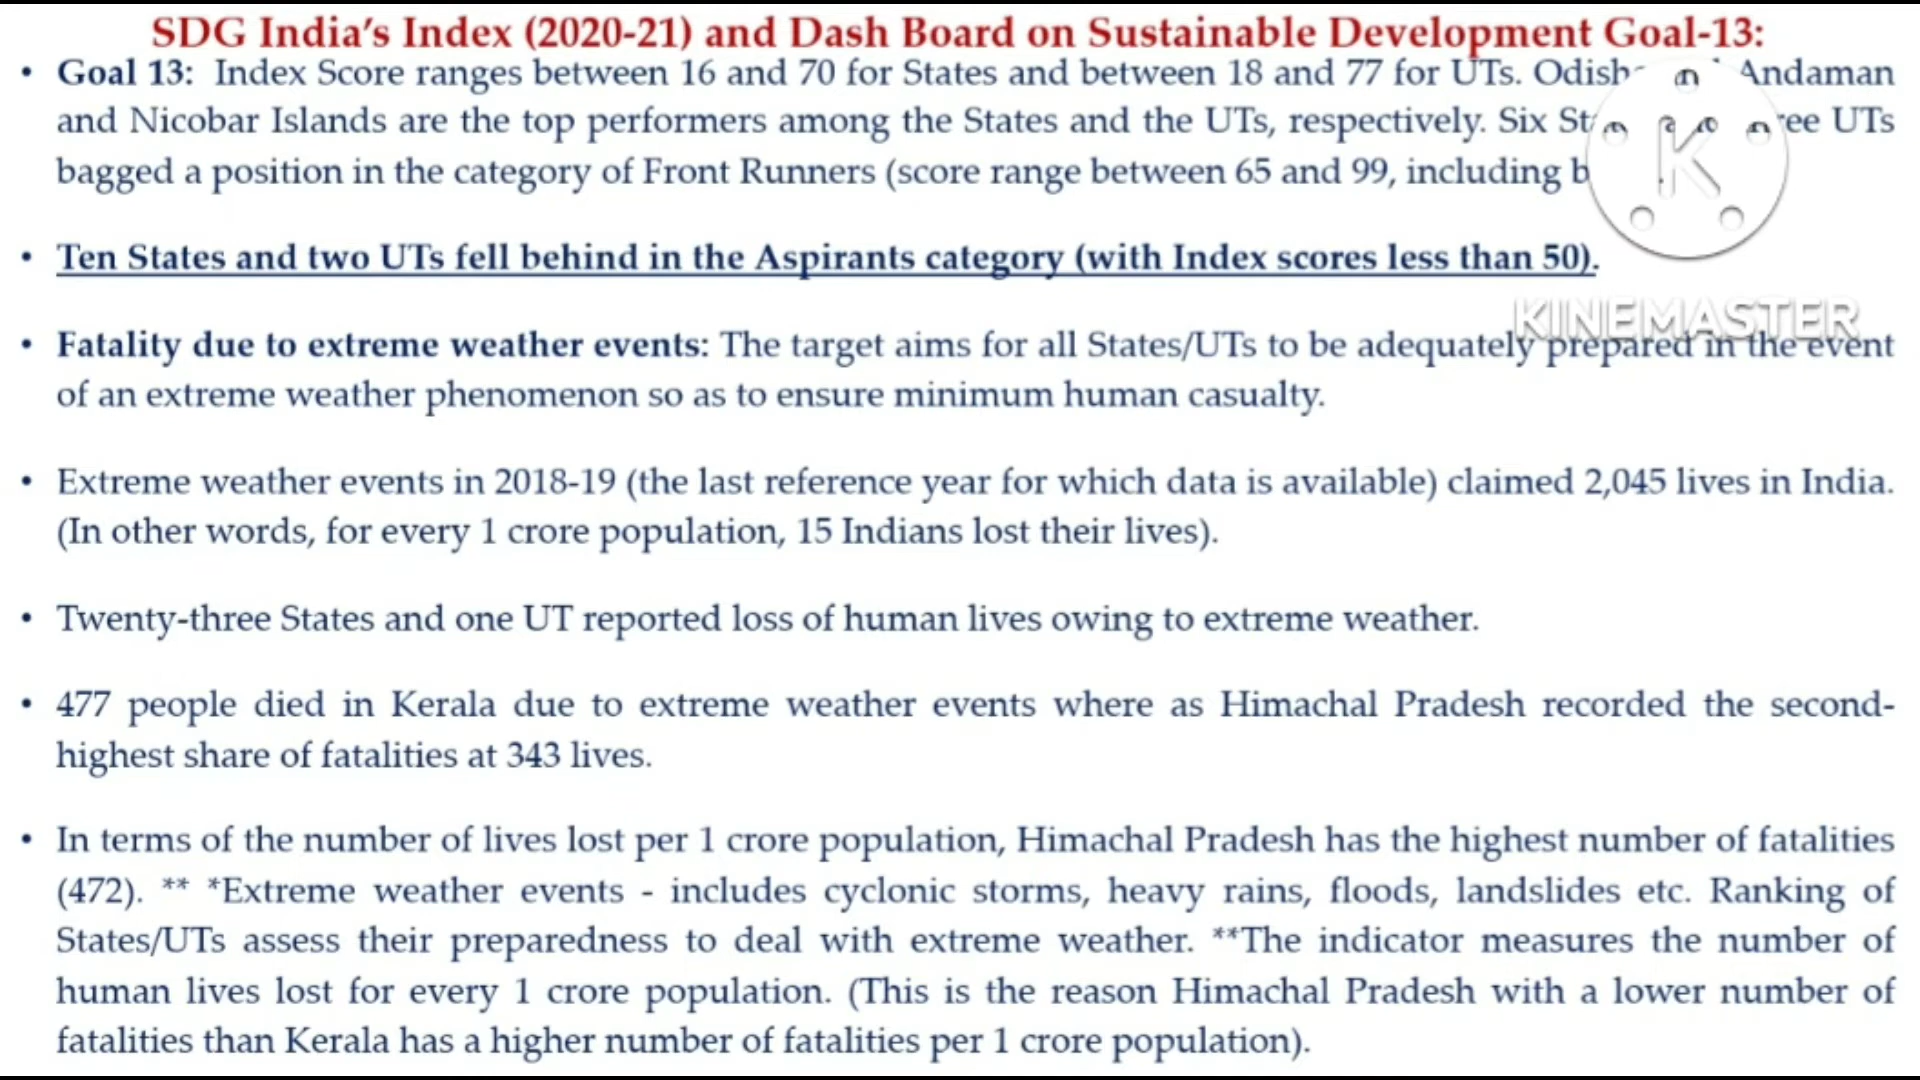 SDG India's Index (2020-21) and Dash Board on Sustainable Development Goal-13:
• Goal 13: Index Score ranges between 16 and 70 for States and between 18 and 77 for UTs. Andaman
and Nicobar Islands are the top performers among the States and the UTs, respectively. Six UTs
bagged a position in the category of Front Runners (score range between 65 and 99, including
K
• Ten States and two UTs fell behind in the Aspirants category (with Index scores less than 50).
KINEMASTER
• Fatality due to extreme weather events: The target aims for all States/UTs to be adequately prepared in the event
of an extreme weather phenomenon so as to ensure minimum human casualty.
• Extreme weather events in 2018-19 (the last reference year for which data is available) claimed 2,045 lives in India.
(In other words, for every 1 crore population, 15 Indians lost their lives).
• Twenty-three States and one UT reported loss of human lives owing to extreme weather.
• 477 people died in Kerala due to extreme weather events where as Himachal Pradesh recorded the second-
highest share of fatalities at 343 lives.
• In terms of the number of lives lost per 1 crore population, Himachal Pradesh has the highest number of fatalities
(472). ** *Extreme weather events - includes cyclonic storms, heavy rains, floods, landslides etc. Ranking of
States/UTs assess their preparedness to deal with extreme weather. **The indicator measures the number of
human lives lost for every 1 crore population. (This is the reason Himachal Pradesh with a lower number of
fatalities than Kerala has a higher number of fatalities per 1 crore population).